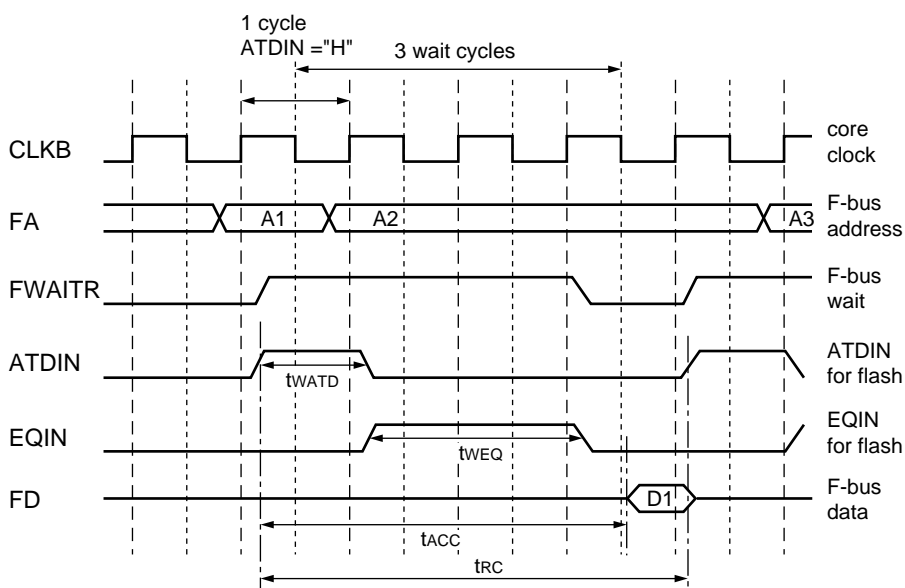 1 cycle
ATDIN ="H"
3 wait cycles
CLKB
core
clock
FA
A1
A2
A3
F-bus
address
FWAITR
F-bus
wait
ATDIN
tWATD
ATDIN
for flash
EQIN
tWEQ
EQIN
for flash
FD
D1
F-bus
data
tACC
tRC